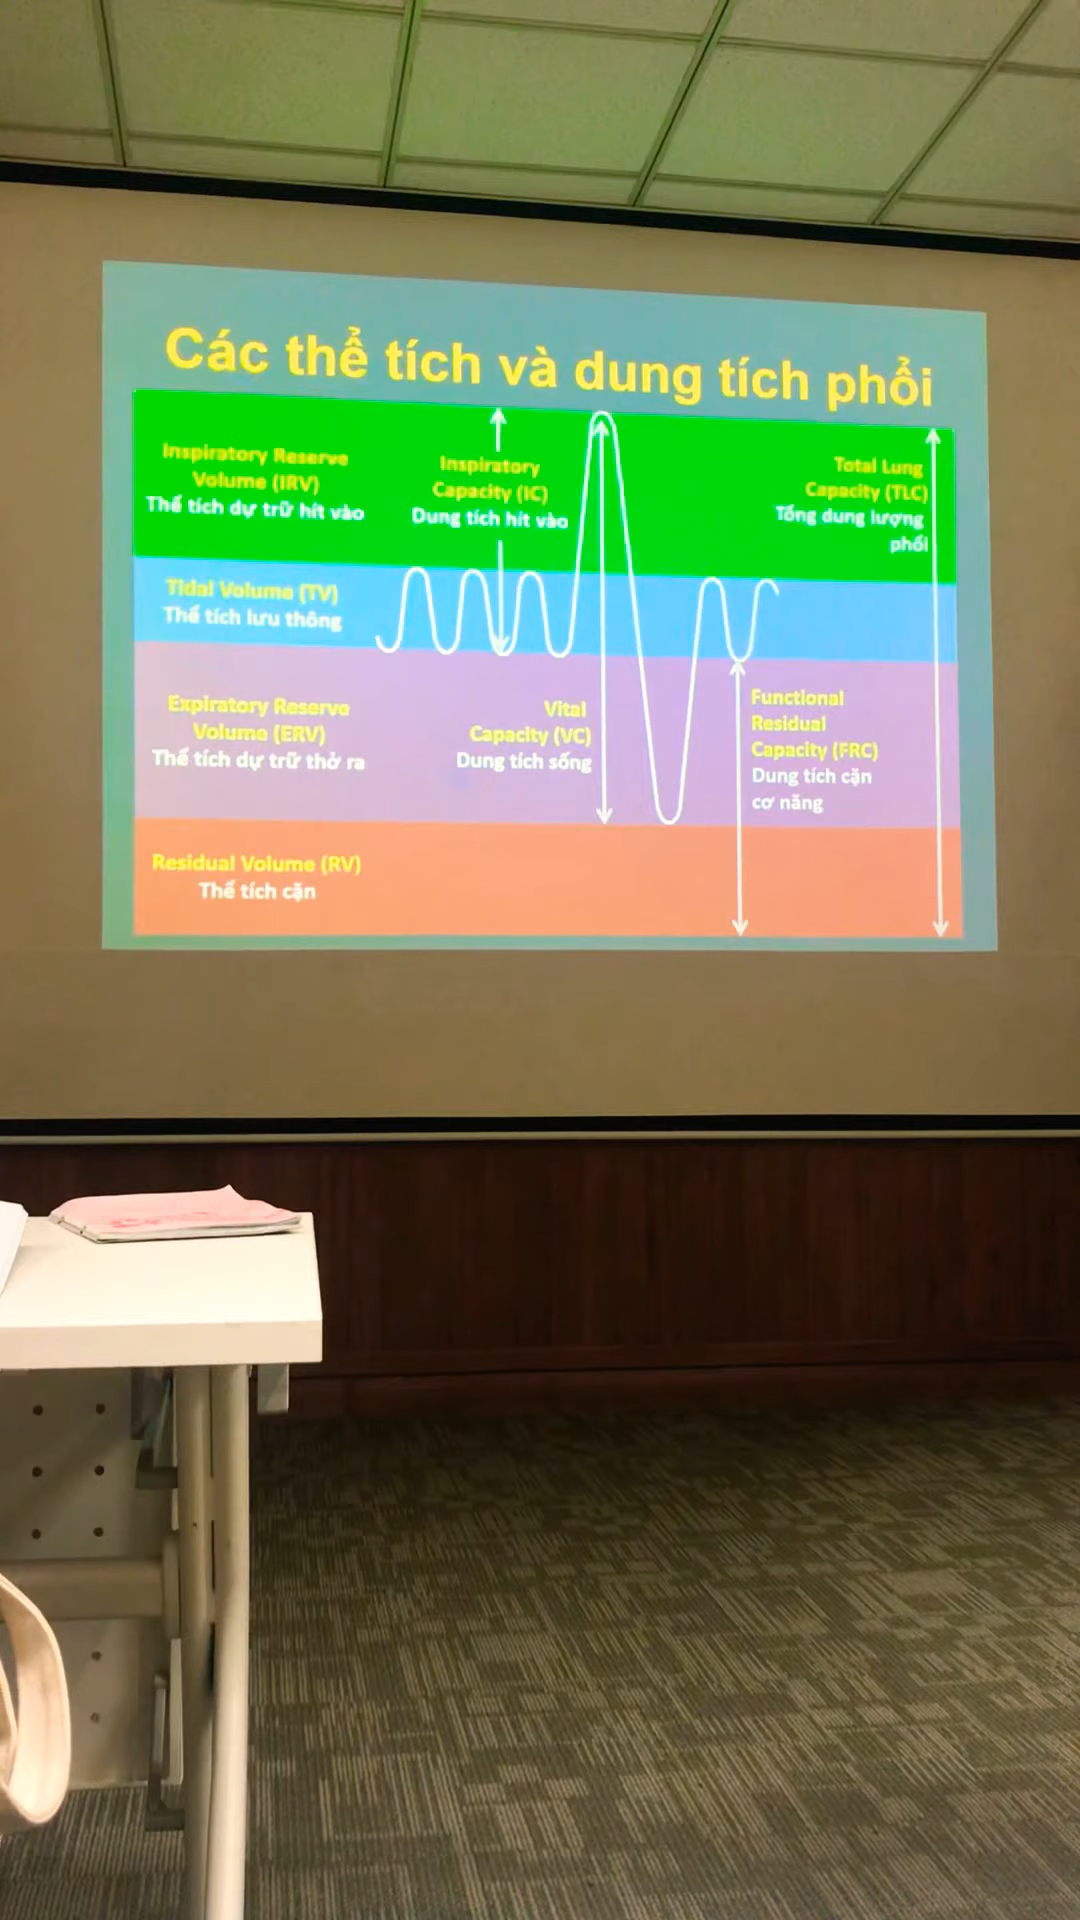 Các thể tích và dung tích phổi
Inspiratory Reserve
Volume (IRV)
Thể tích dự trữ hít vào
Inspiratory
Capacity (IC)
Dung tích hít vào
Total Lung
Capacity (TLC)
Tổng dung lượng
phổi
Tidal Volume (TV)
Thể tích lưu thông
Expiratory Reserve
Volume (ERV)
Thể tích dự trữ thở ra
Vital
Capacity (VC)
Dung tích sống
Functional
Residual
Capacity (FRC)
Dung tích cặn
cơ năng
Residual Volume (RV)
Thể tích cặn